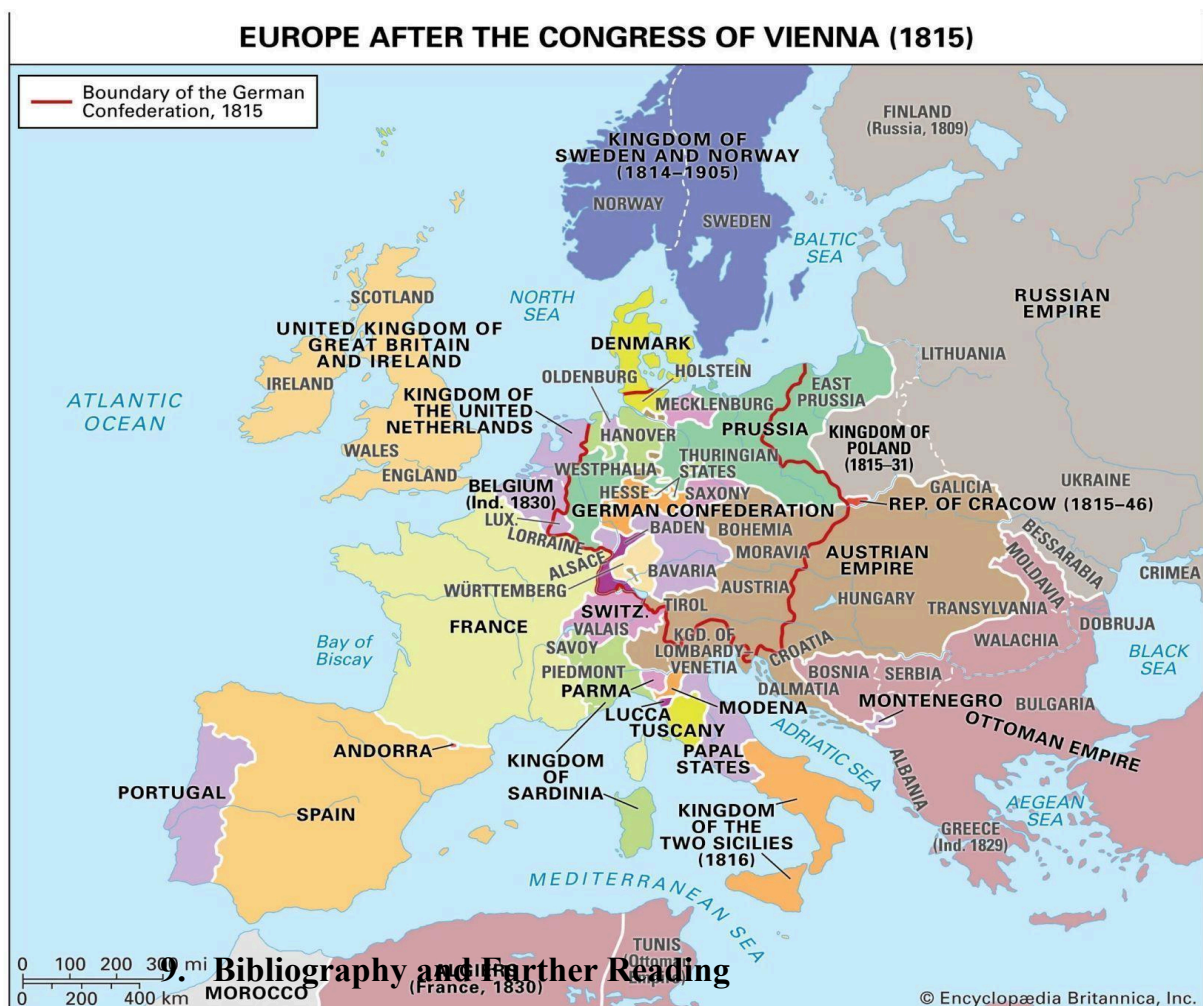 EUROPE AFTER THE CONGRESS OF VIENNA (1815)
Boundary of the German
Confederation, 1815
FINLAND
(Russia, 1809)
KINGDOM OF
SWEDEN AND NORWAY
(1814–1905)
NORWAY
SWEDEN
BALTIC
SEA
NORTH
SEA
SCOTLAND
UNITED KINGDOM OF
GREAT BRITAIN
AND IRELAND
IRELAND
WALES
ENGLAND
ATLANTIC
OCEAN
RUSSIAN
EMPIRE
LITHUANIA
DENMARK
HOLSTEIN
OLDENBURG
MECKLENBURG
EAST
PRUSSIA
KINGDOM OF
THE UNITED
NETHERLANDS
HANOVER
PRUSSIA
KINGDOM OF
POLAND
(1815–31)
WESTPHALIA
THURINGIAN
STATES
UKRAINE
BELGIUM
(Ind. 1830)
HESSE
SAXONY
GALICIA
REP. OF CRACOW (1815–46)
LUX.
GERMAN CONFEDERATION
LORRAINE
BADEN
BOHEMIA
ALSACE
MORAVIA
AUSTRIAN
EMPIRE
BESSARABIA
MOLDAVIA
CRIMEA
WÜRTTEMBERG
BAVARIA
AUSTRIA
HUNGARY
TRANSYLVANIA
TIROL
FRANCE
SWITZ.
VALAIS
DOBRUJA
WALACHIA
BLACK
SEA
Bay of
Biscay
SAVOY
KGD. OF
LOMBARDY
VENETIA
CROATIA
PIEDMONT
BOSNIA
SERBIA
PARMA
DALMATIA
MONTENEGRO
BULGARIA
MODENA
LUCCA
TUSCANY
OTTOMAN EMPIRE
ADRIATIC SEA
PAPAL
STATES
ANDORRA
KINGDOM
OF
SARDINIA
ALBANIA
PORTUGAL
SPAIN
KINGDOM
OF THE
TWO SICILIES
(1816)
AEGEAN
SEA
GREECE
(Ind. 1829)
MEDITERRANEAN SEA
TUNIS
(Ottoman
Empire)
0 100 200 300 mi
9. Bibliography and Further Reading
ALGIERS
(France, 1830)
0 200 400 km
MOROCCO
© Encyclopædia Britannica, Inc.